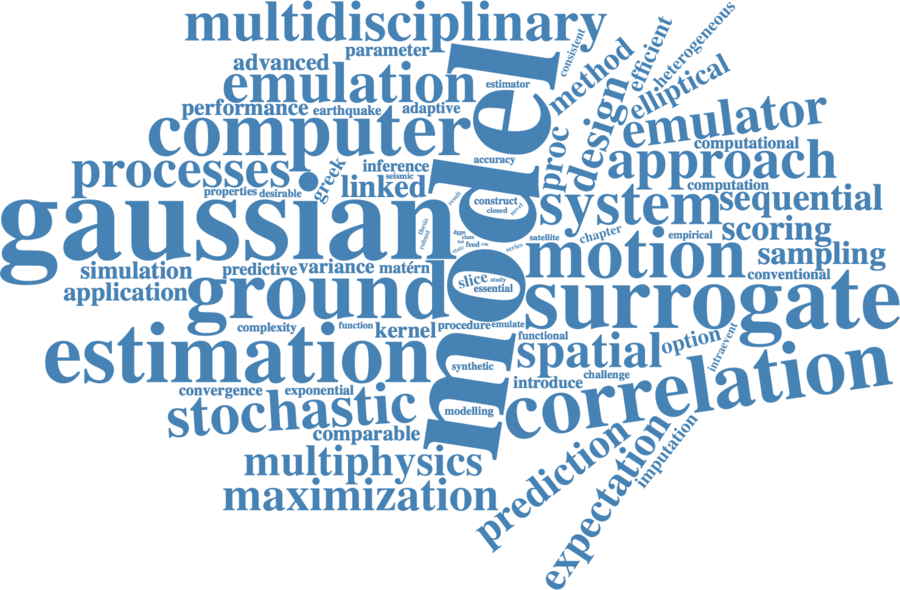 multidisciplinary
parameter
consistent
efficient
heterogeneous
advanced
emulation
estimator
method
elliptical
performance
earthquake
adaptive
computer
model
design
emulator
computational
processes
greek
inference
seismic
accuracy
proc
approach
properties
desirable
linked
result
construct
closed
novel
computation
sequential
gaussian
thesis
robust
dgps
class
feed
series
satellite
system
chapter
empirical
scoring
simulation
predictive
variance
matérn
motion
sampling
conventional
application
ground
slice
study
essential
surrogate
complexity
function
kernel
procedure
emulate
functional
estimation
synthetic
spatial
option
intraevent
convergence
exponential
introduce
challenge
stochastic
modelling
correlation
comparable
multiphysics
prediction
expectation
imputation
maximization